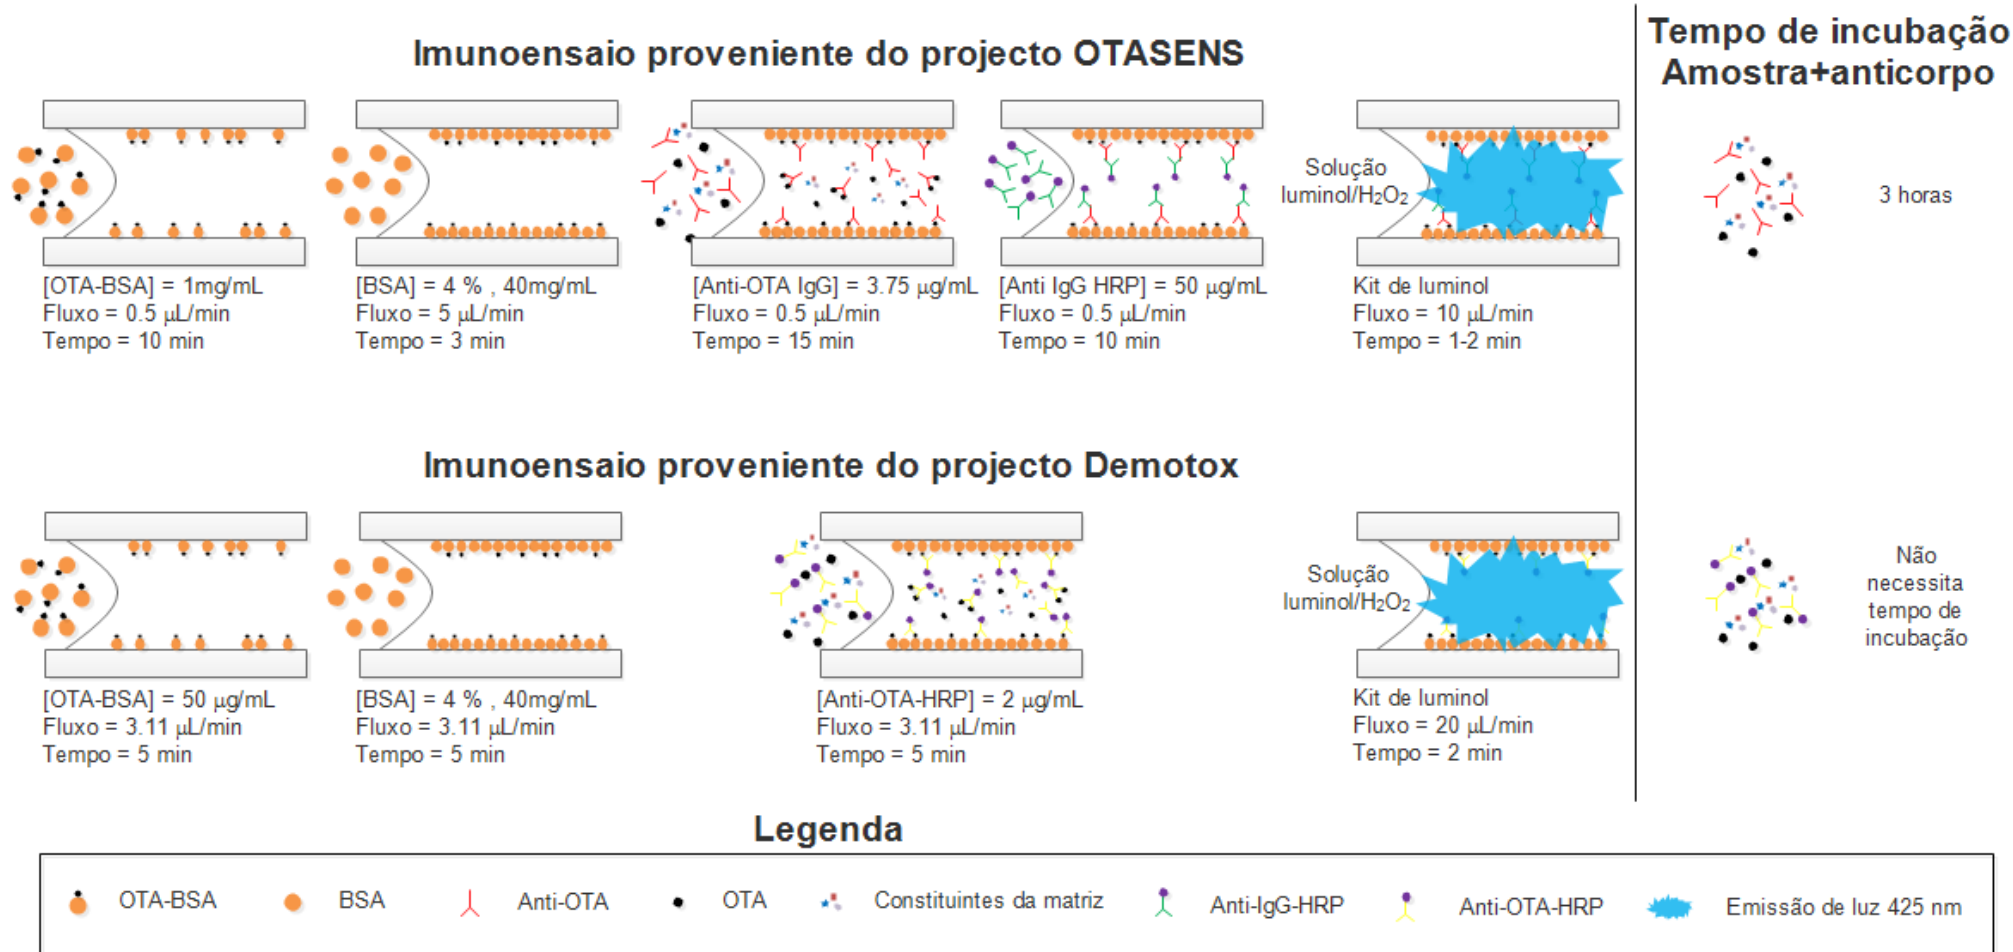 Imunoensaio proveniente do projecto OTASENS
Tempo de incubação
Amostra+anticorpo
Solução
luminol/H₂O₂
3 horas
[OTA-BSA] = 1mg/mL
Fluxo = 0.5 µL/min
Tempo = 10 min
[BSA] = 4 % , 40mg/mL
Fluxo = 5 µL/min
Tempo = 3 min
[Anti-OTA IgG] = 3.75 µg/mL
Fluxo = 0.5 µL/min
Tempo = 15 min
[Anti IgG HRP] = 50 µg/mL
Fluxo = 0.5 µL/min
Tempo = 10 min
Kit de luminol
Fluxo = 10 µL/min
Tempo = 1-2 min
Imunoensaio proveniente do projecto Demotox
Solução
luminol/H₂O₂
Não
necessita
tempo de
incubação
[OTA-BSA] = 50 µg/mL
Fluxo = 3.11 µL/min
Tempo = 5 min
[BSA] = 4 % , 40mg/mL
Fluxo = 3.11 µL/min
Tempo = 5 min
[Anti-OTA-HRP] = 2 µg/mL
Fluxo = 3.11 µL/min
Tempo = 5 min
Kit de luminol
Fluxo = 20 µL/min
Tempo = 2 min
Legenda
OTA-BSA
BSA
Anti-OTA
OTA
Constituintes da matriz
Anti-IgG-HRP
Anti-OTA-HRP
Emissão de luz 425 nm